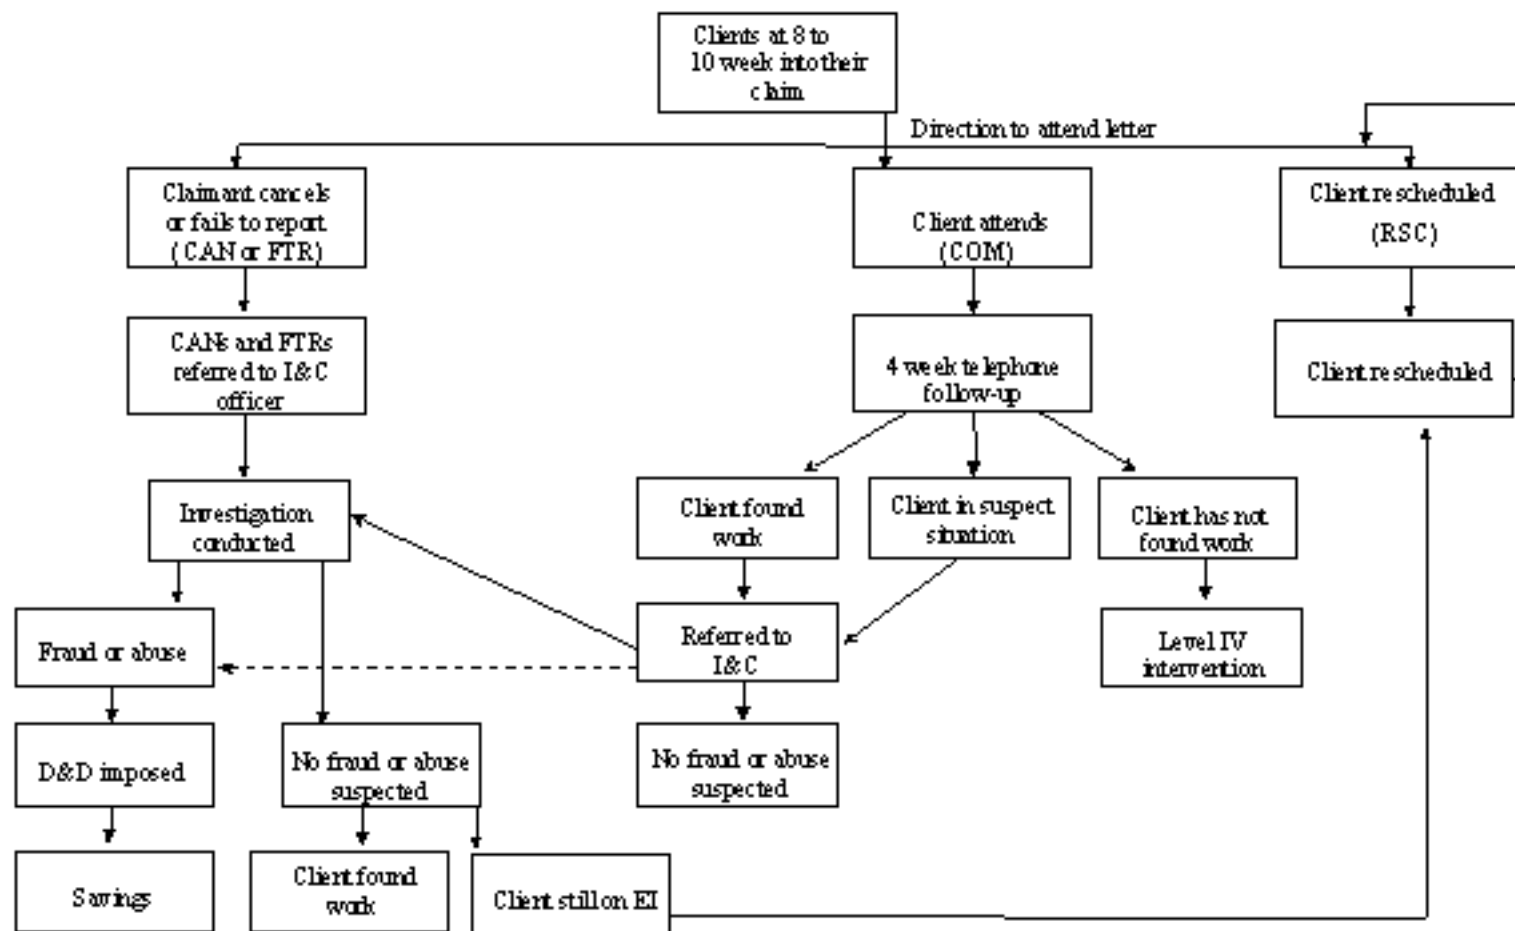 Clients at 8 to
10 week into their
claim
Direction to attend letter
Claimant cancels
or fails to report
(CAN or FTR)
Client attends
(COM)
Client rescheduled
(RSC)
CANs and FTRs
referred to I&C
officer
4 week telephone
follow-up
Client rescheduled
Investigation
conducted
Client found
work
Client in suspect
situation
Client has not
found work
Fraud or abuse
Referred to
I&C
Level IV
intervention
D&D imposed
No fraud or abuse
suspected
No fraud or abuse
suspected
Savings
Client found
work
Client still on EI